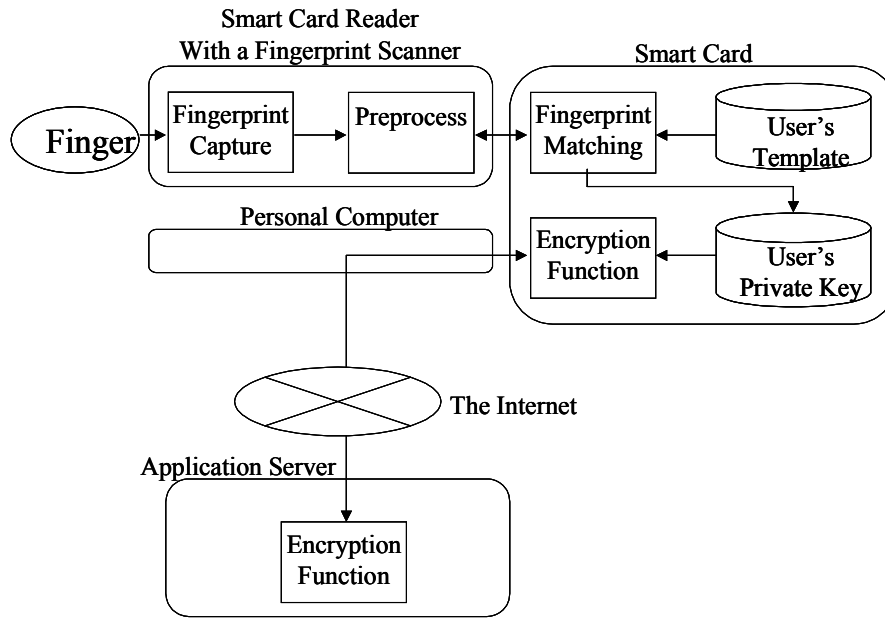 Smart Card Reader
With a Fingerprint Scanner
Smart Card
Finger
Fingerprint
Capture
Preprocess
Fingerprint
Matching
User's
Template
Personal Computer
Encryption
Function
User's
Private Key
The Internet
Application Server
Encryption
Function